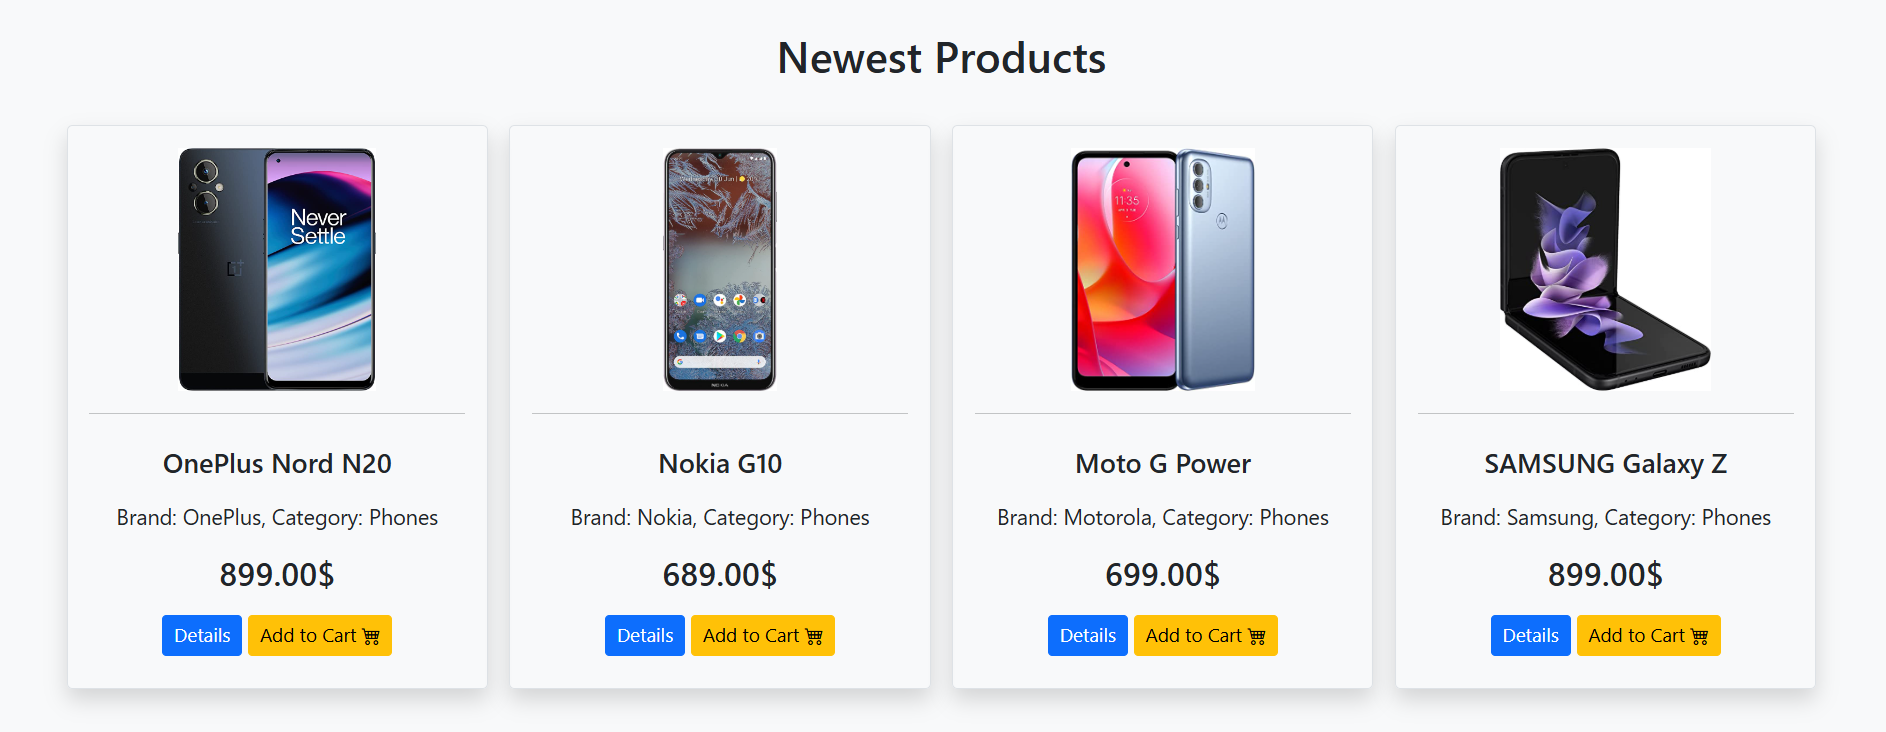 Newest Products
Never
Settle
11:35
NOKIA
OnePlus Nord N20
Brand: OnePlus, Category: Phones
899.00$
Details
Add to Cart
Nokia G10
Brand: Nokia, Category: Phones
689.00$
Details
Add to Cart
Moto G Power
Brand: Motorola, Category: Phones
699.00$
Details
Add to Cart
SAMSUNG Galaxy Z
Brand: Samsung, Category: Phones
899.00$
Details
Add to Cart